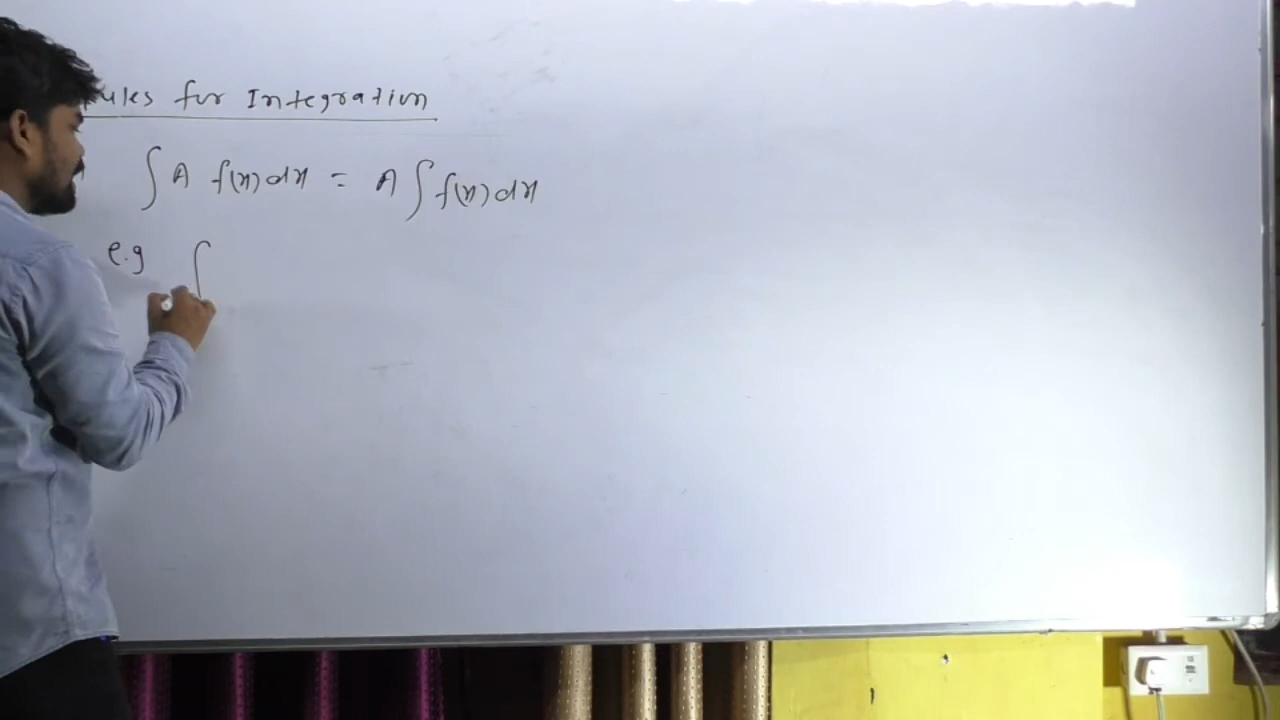 Rules for Integration
∫ A f(x) dx = A ∫ f(x) dx
e.g ∫